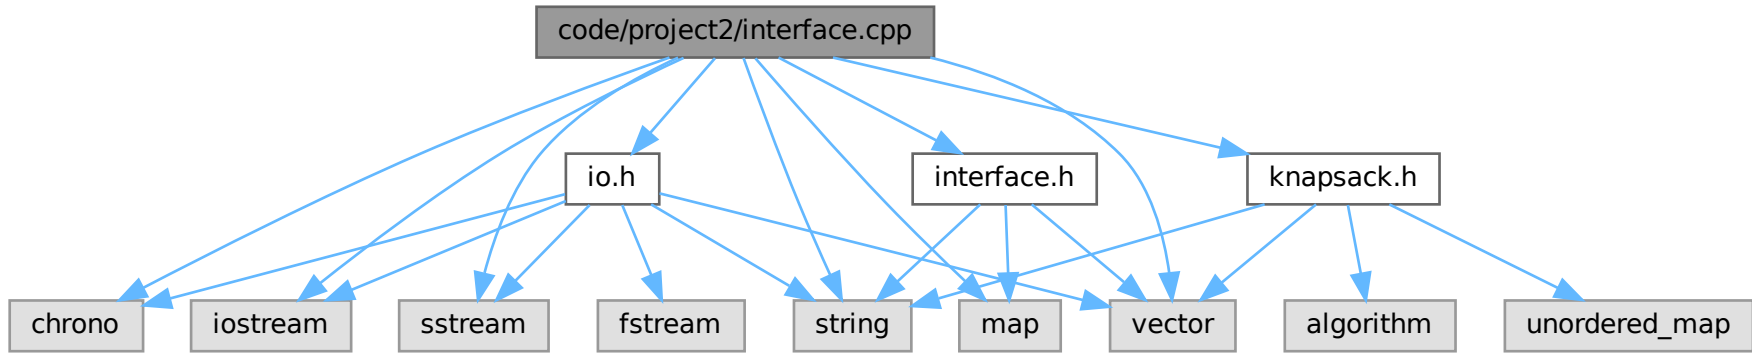 code/project2/interface.cpp
io.h
interface.h
knapsack.h
chrono
iostream
sstream
fstream
string
map
vector
algorithm
unordered_map